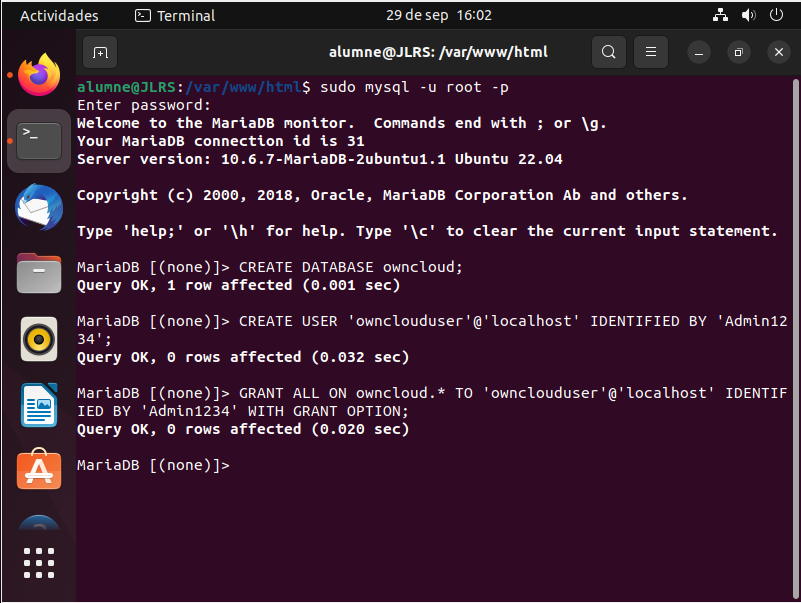 Actividades
Terminal
29 de sep 16:02
alumne@JLRS: /var/www/html
alumne@JLRS:/var/www/html$ sudo mysql -u root -p
Enter password:
Welcome to the MariaDB monitor.  Commands end with ; or \g.
Your MariaDB connection id is 31
Server version: 10.6.7-MariaDB-2ubuntu1.1 Ubuntu 22.04
Copyright (c) 2000, 2018, Oracle, MariaDB Corporation Ab and others.
Type 'help;' or '\h' for help. Type '\c' to clear the current input statement.
MariaDB [(none)]> CREATE DATABASE owncloud;
Query OK, 1 row affected (0.001 sec)
MariaDB [(none)]> CREATE USER 'ownclouduser'@'localhost' IDENTIFIED BY 'Admin12
34';
Query OK, 0 rows affected (0.032 sec)
MariaDB [(none)]> GRANT ALL ON owncloud.* TO 'ownclouduser'@'localhost' IDENTIF
IED BY 'Admin1234' WITH GRANT OPTION;
Query OK, 0 rows affected (0.020 sec)
MariaDB [(none)]>